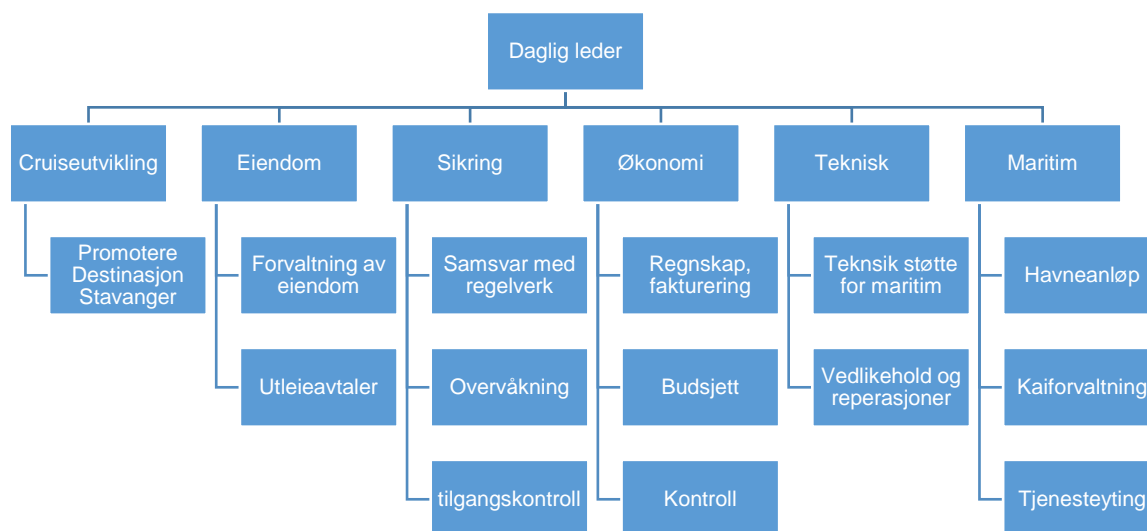 Daglig leder
Cruiseutvikling
Eiendom
Sikring
Økonomi
Teknisk
Maritim
Promotere
Destinasjon
Stavanger
Forvaltning av
eiendom
Samsvar med
regelverk
Regnskap,
fakturering
Teknsik støtte
for maritim
Havneanløp
Utleieavtaler
Overvåkning
Budsjett
Vedlikehold og
reperasjoner
Kaiforvaltning
tilgangskontroll
Kontroll
Tjenesteyting